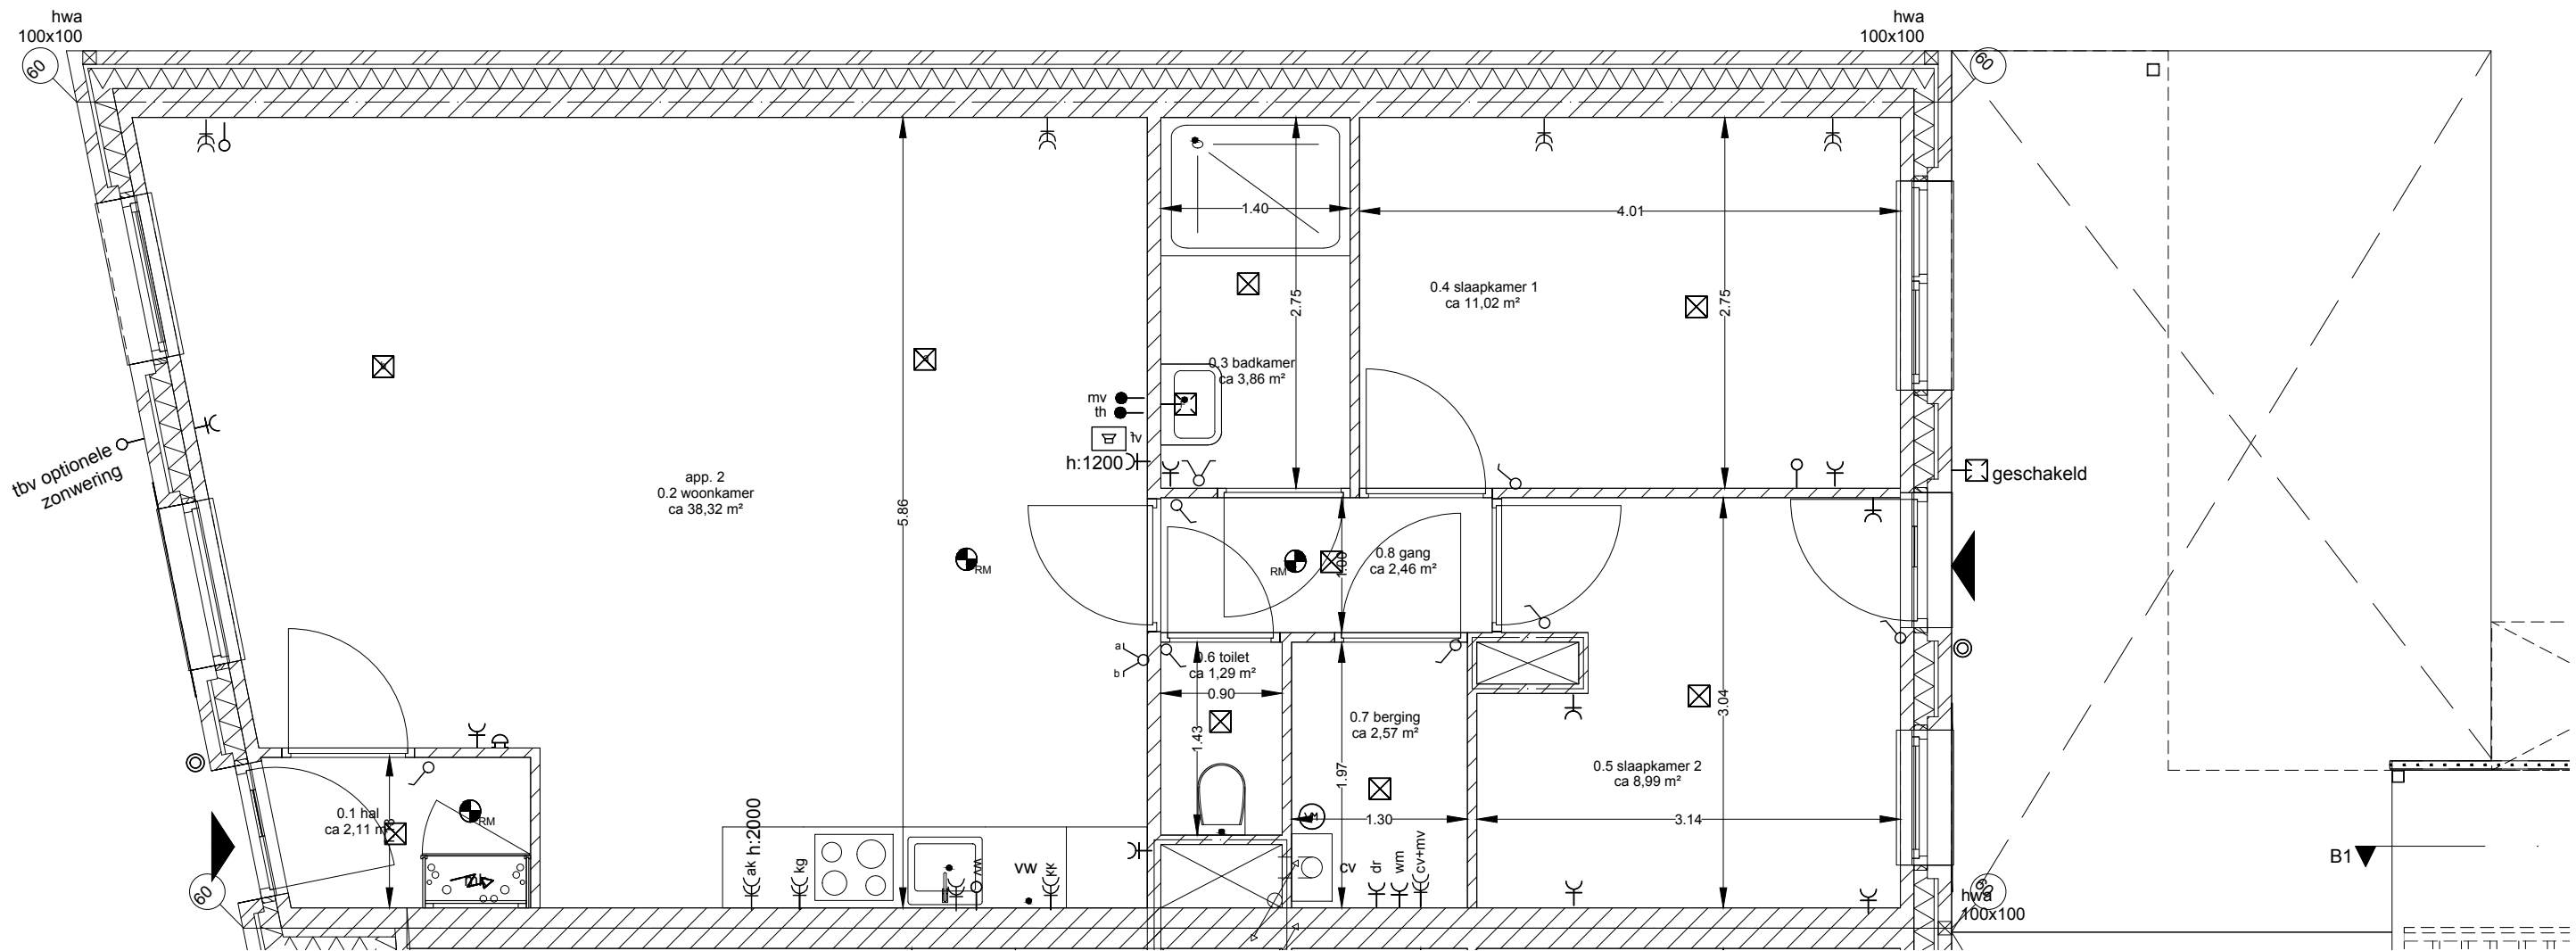 hwa
100x100
60
hwa
100x100
60
1.40
4.01
2.75
2.75
0.4 slaapkamer 1
ca 11,02 m²
0.3 badkamer
ca 3,86 m²
mv
th
h:1200
tbv optionele
zonwering
app. 2
0.2 woonkamer
ca 38,32 m²
5.86
geschakeld
RM
RM
1.00
0.8 gang
ca 2,46 m²
a
b
0.6 toilet
ca 1,29 m²
0.90
1.43
0.7 berging
ca 2,57 m²
1.97
1.30
3.04
0.5 slaapkamer 2
ca 8,99 m²
3.14
0.1 hal
ca 2,11 m²
RM
60
ak
h:2000
kg
wv
vw
kk
cv
dr
wm
cv+mv
B1
60
hwa
100x100